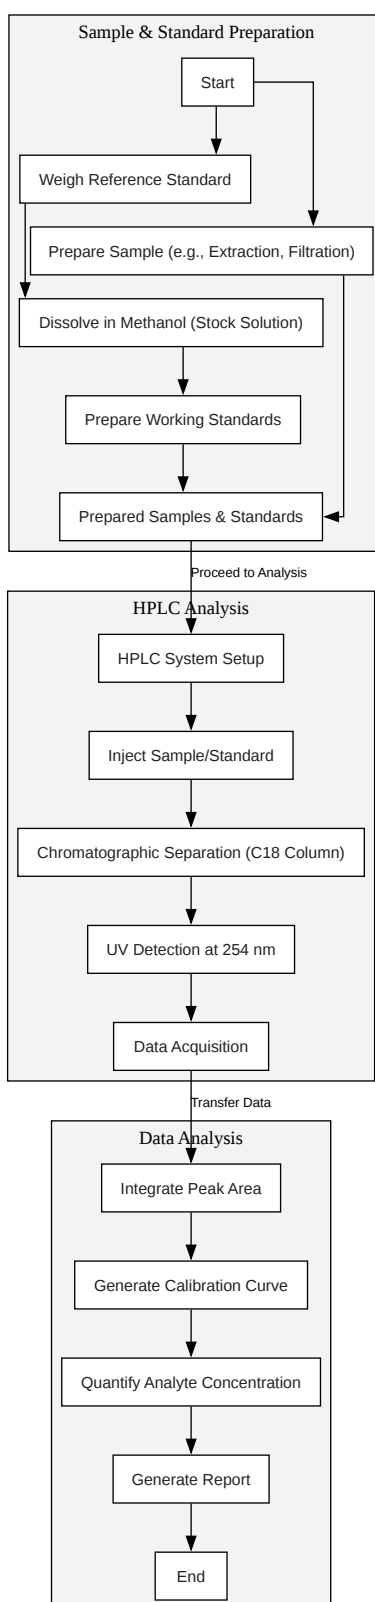 Sample & Standard Preparation
Start
Weigh Reference Standard
Prepare Sample (e.g., Extraction, Filtration)
Dissolve in Methanol (Stock Solution)
Prepare Working Standards
Prepared Samples & Standards
Proceed to Analysis
HPLC Analysis
HPLC System Setup
Inject Sample/Standard
Chromatographic Separation (C18 Column)
UV Detection at 254 nm
Data Acquisition
Transfer Data
Data Analysis
Integrate Peak Area
Generate Calibration Curve
Quantify Analyte Concentration
Generate Report
End